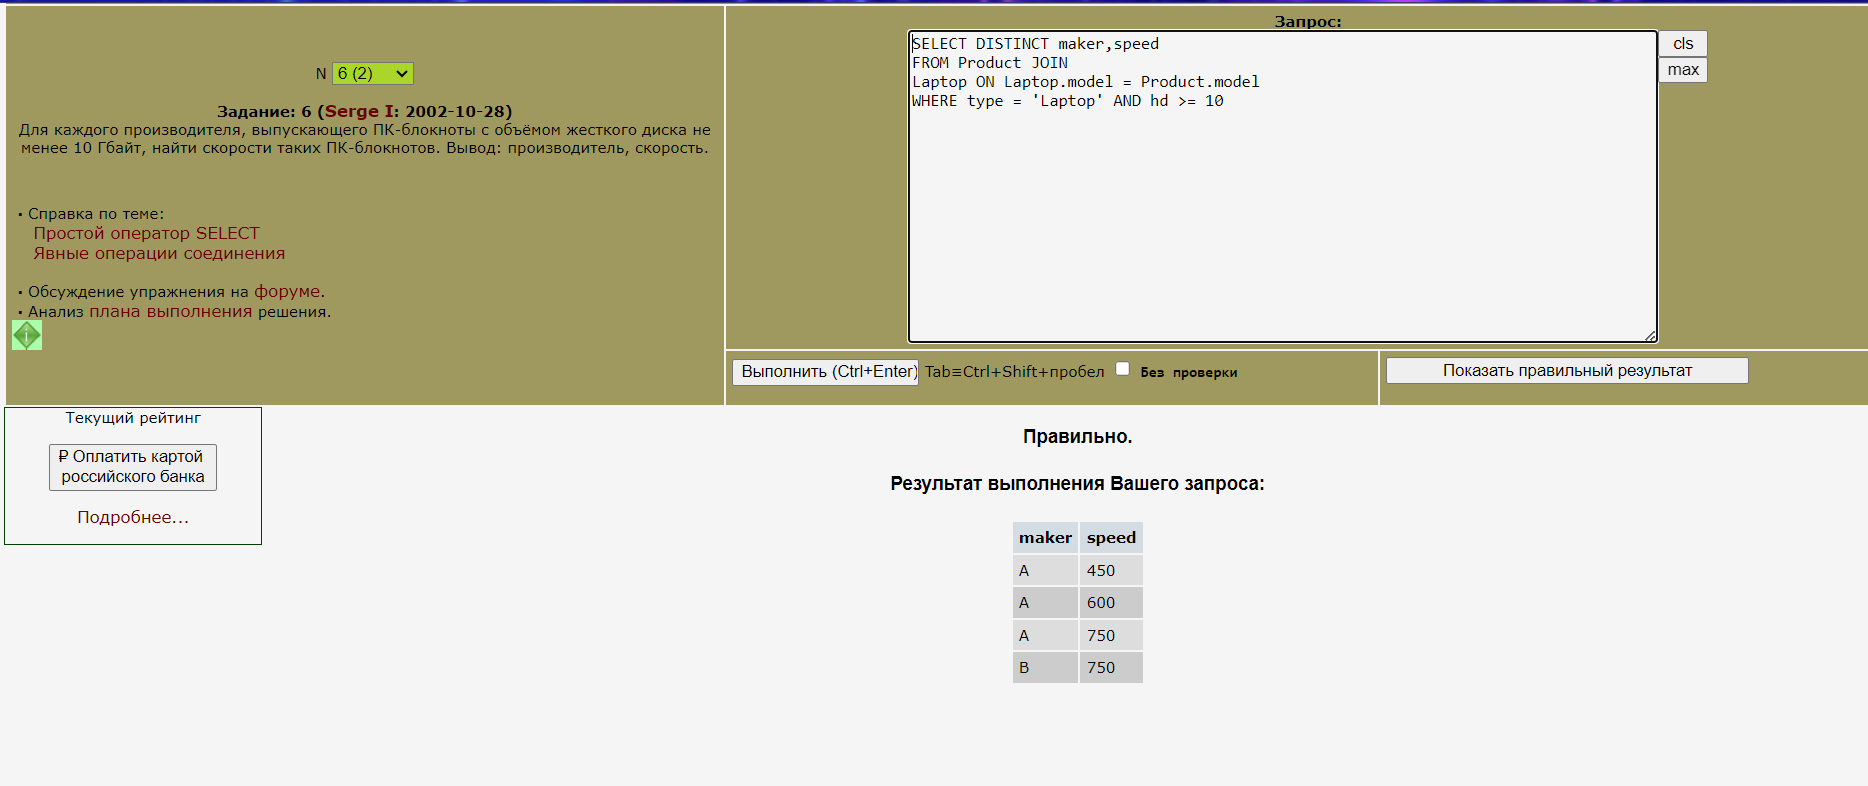 N 6 (2)
Задание: 6 (Serge I: 2002-10-28)
Для каждого производителя, выпускающего ПК-блокноты c объёмом жесткого диска не
менее 10 Гбайт, найти скорости таких ПК-блокнотов. Вывод: производитель, скорость.
· Справка по теме:
Простой оператор SELECT
Явные операции соединения
· Обсуждение упражнения на форуме.
· Анализ плана выполнения решения.
Запрос:
SELECT DISTINCT maker,speed
FROM Product JOIN
Laptop ON Laptop.model = Product.model
WHERE type = 'Laptop' AND hd >= 10
cls
max
Выполнить (Ctrl+Enter) Tab≡Ctrl+Shift+пробел Без проверки
Показать правильный результат
Текущий рейтинг
₽ Оплатить картой
российского банка
Подробнее...
Правильно.
Результат выполнения Вашего запроса:
maker speed
A 450
A 600
A 750
B 750